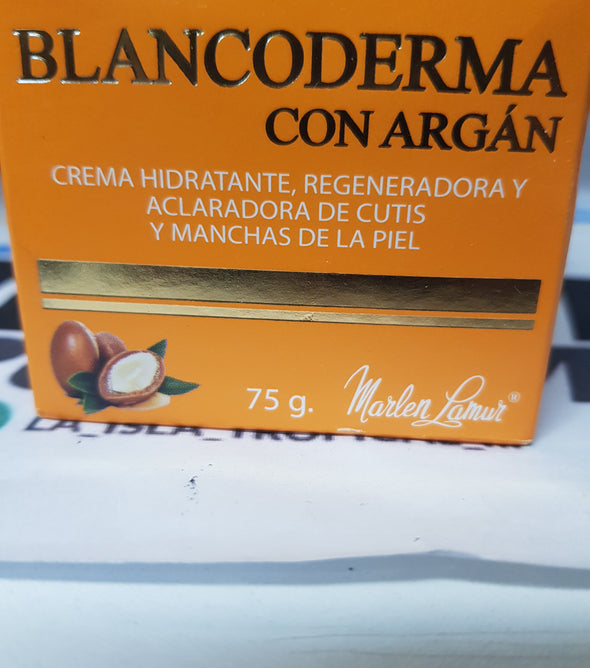 BLANCODERMA
CON ARGÁN
CREMA HIDRATANTE, REGENERADORA Y
ACLARADORA DE CUTIS
Y MANCHAS DE LA PIEL
75 g.
Marlen Lamur®